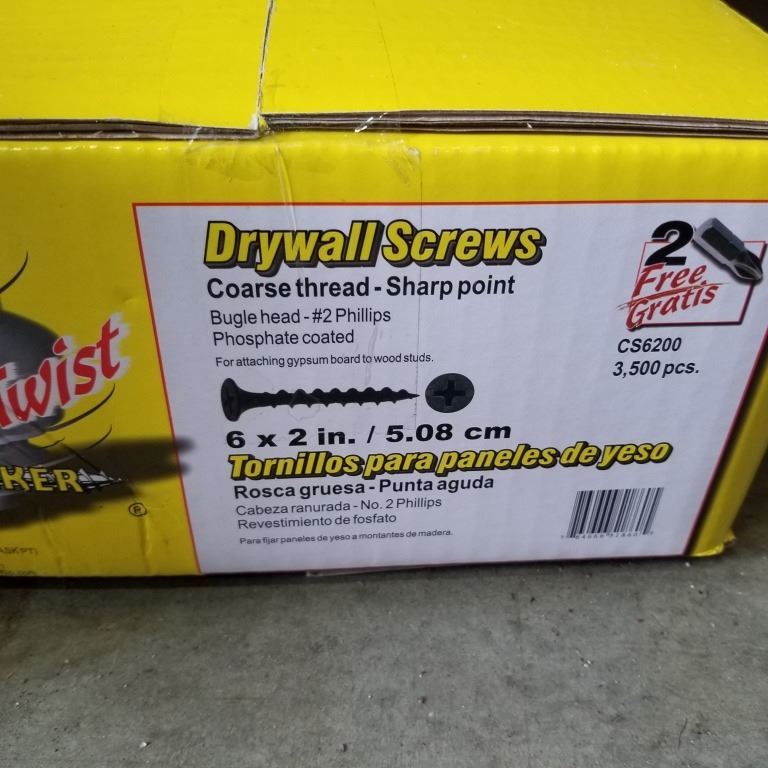 Drywall Screws
Coarse thread - Sharp point
Bugle head - #2 Phillips
Phosphate coated
For attaching gypsum board to wood studs.
6 x 2 in. / 5.08 cm
Tornillos para paneles de yeso
Rosca gruesa - Punta aguda
Cabeza ranurada - No. 2 Phillips
Revestimiento de fosfato
Para fijar paneles de yeso a montantes de madera.
2
Free
Gratis
CS6200
3,500 pcs.
Twist
KER